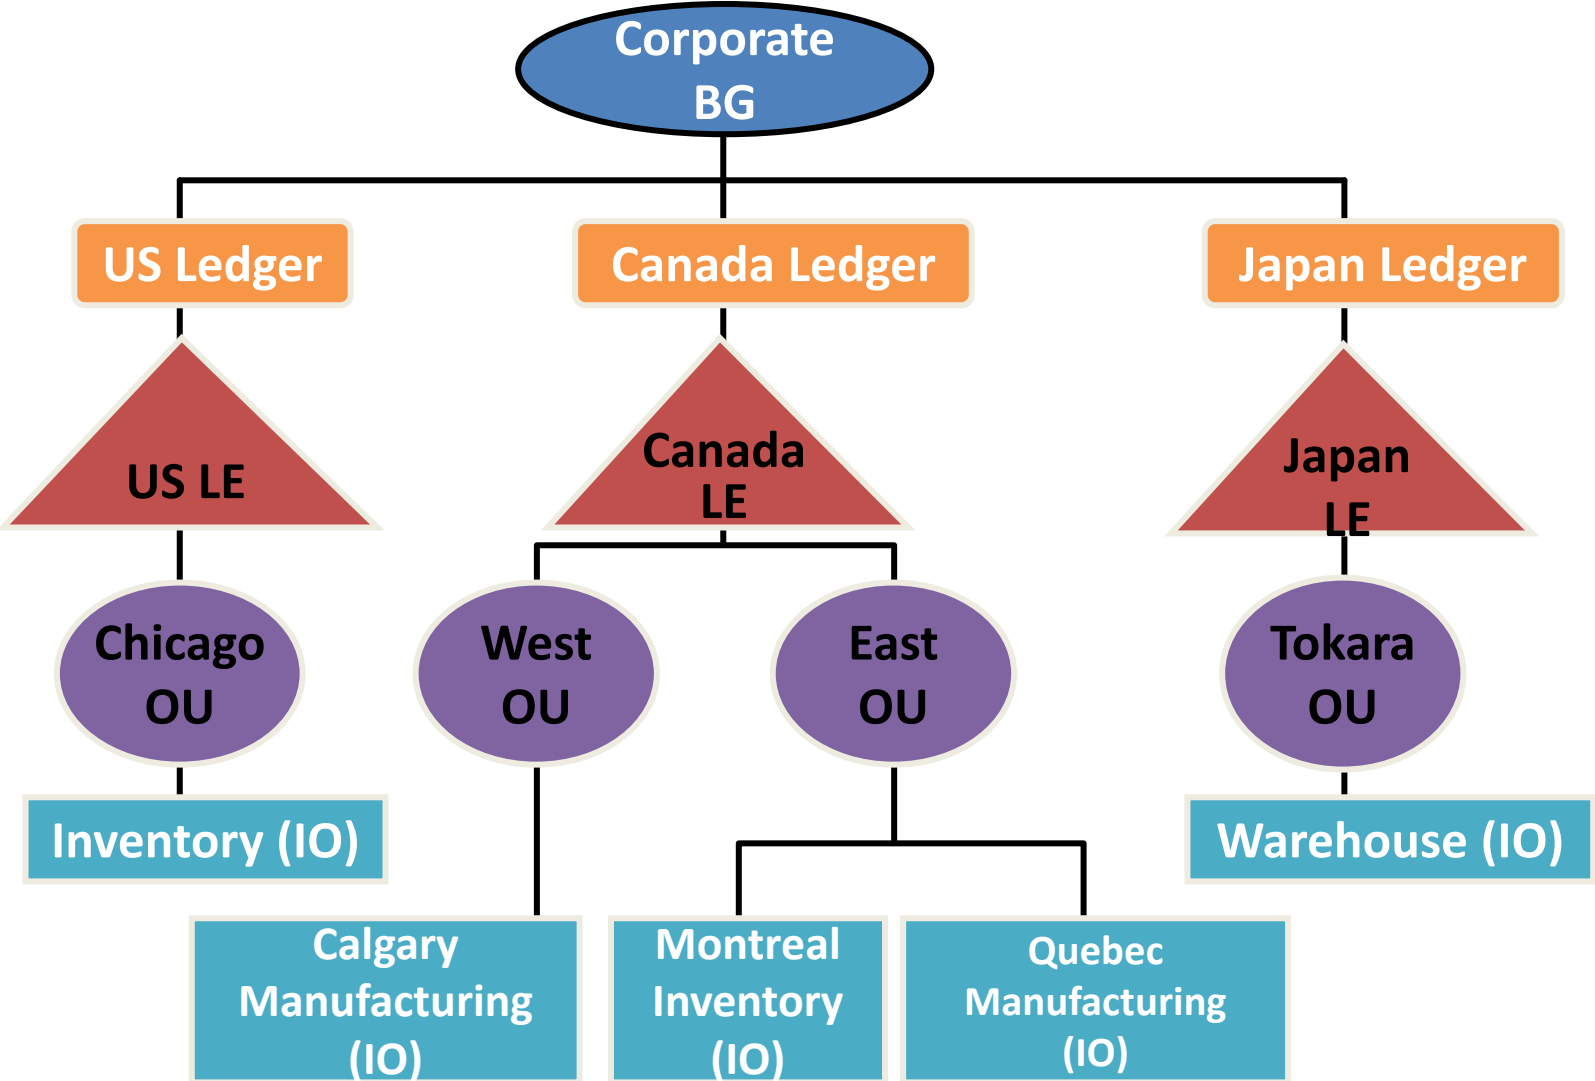 Corporate
BG
US Ledger
Canada Ledger
Japan Ledger
US LE
Canada
LE
Japan
LE
Chicago
OU
West
OU
East
OU
Tokara
OU
Inventory (IO)
Warehouse (IO)
Calgary
Manufacturing
(IO)
Montreal
Inventory
(IO)
Quebec
Manufacturing
(IO)